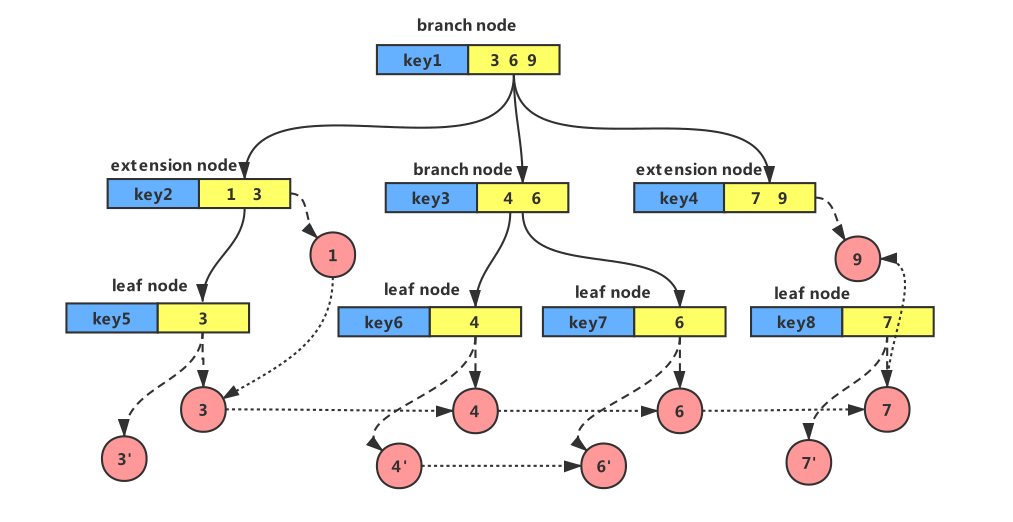 branch node
key1 3 6 9
extension node
key2 1 3
branch node
key3 4 6
extension node
key4 7 9
1
9
leaf node
key5 3
leaf node
key6 4
leaf node
key7 6
leaf node
key8 7
3
4
6
7
3'
4'
6'
7'